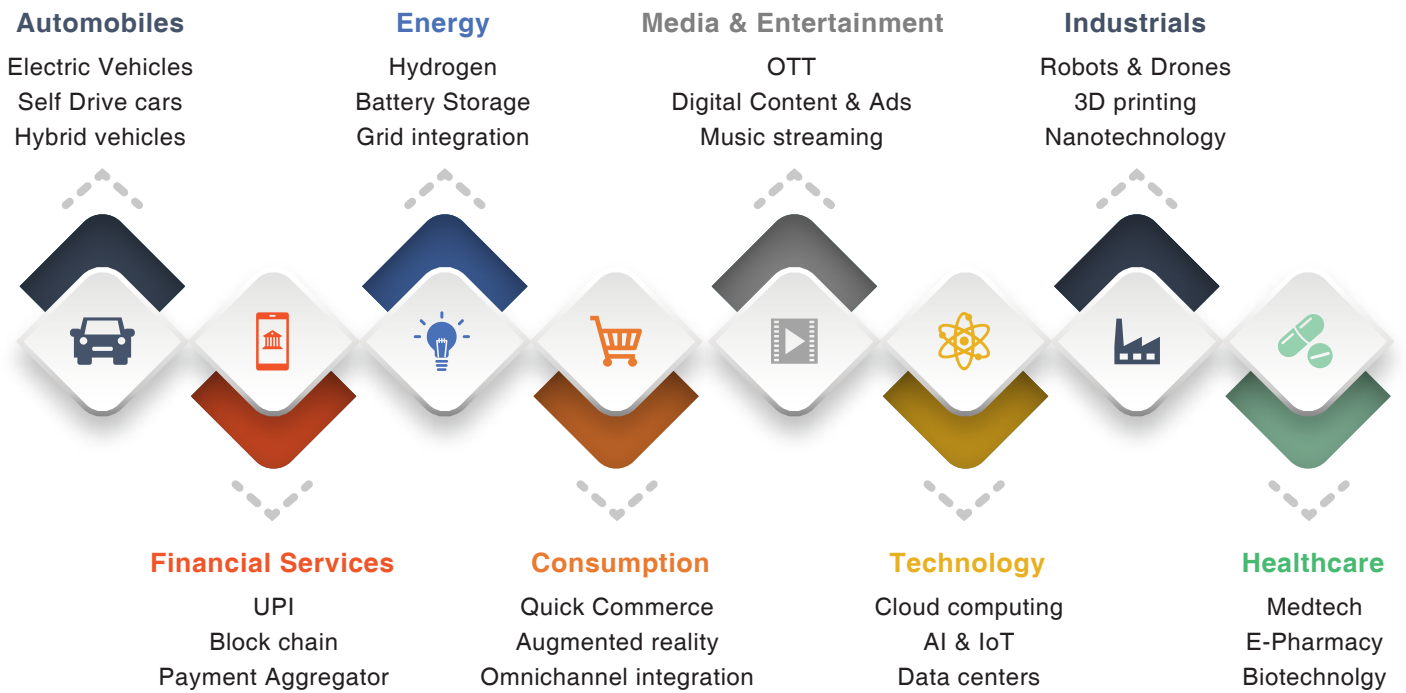 Automobiles
Electric Vehicles
Self Drive cars
Hybrid vehicles
Energy
Hydrogen
Battery Storage
Grid integration
Media & Entertainment
OTT
Digital Content & Ads
Music streaming
Industrials
Robots & Drones
3D printing
Nanotechnology
Financial Services
UPI
Block chain
Payment Aggregator
Consumption
Quick Commerce
Augmented reality
Omnichannel integration
Technology
Cloud computing
AI & IoT
Data centers
Healthcare
Medtech
E-Pharmacy
Biotechnolgy